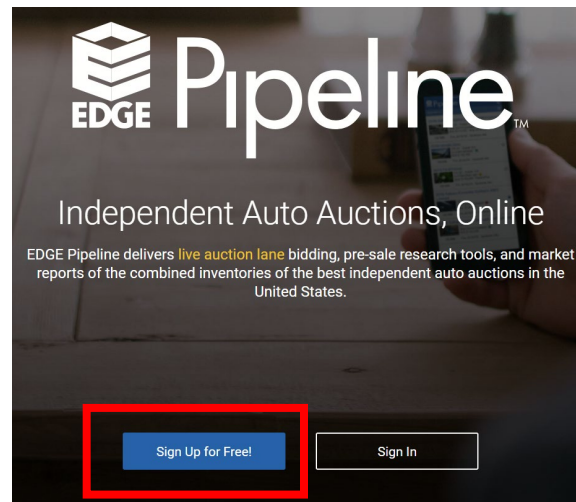 EDGE Pipeline TM
Independent Auto Auctions, Online
EDGE Pipeline delivers live auction lane bidding, pre-sale research tools, and market
reports of the combined inventories of the best independent auto auctions in the
United States.
Sign Up for Free!
Sign In